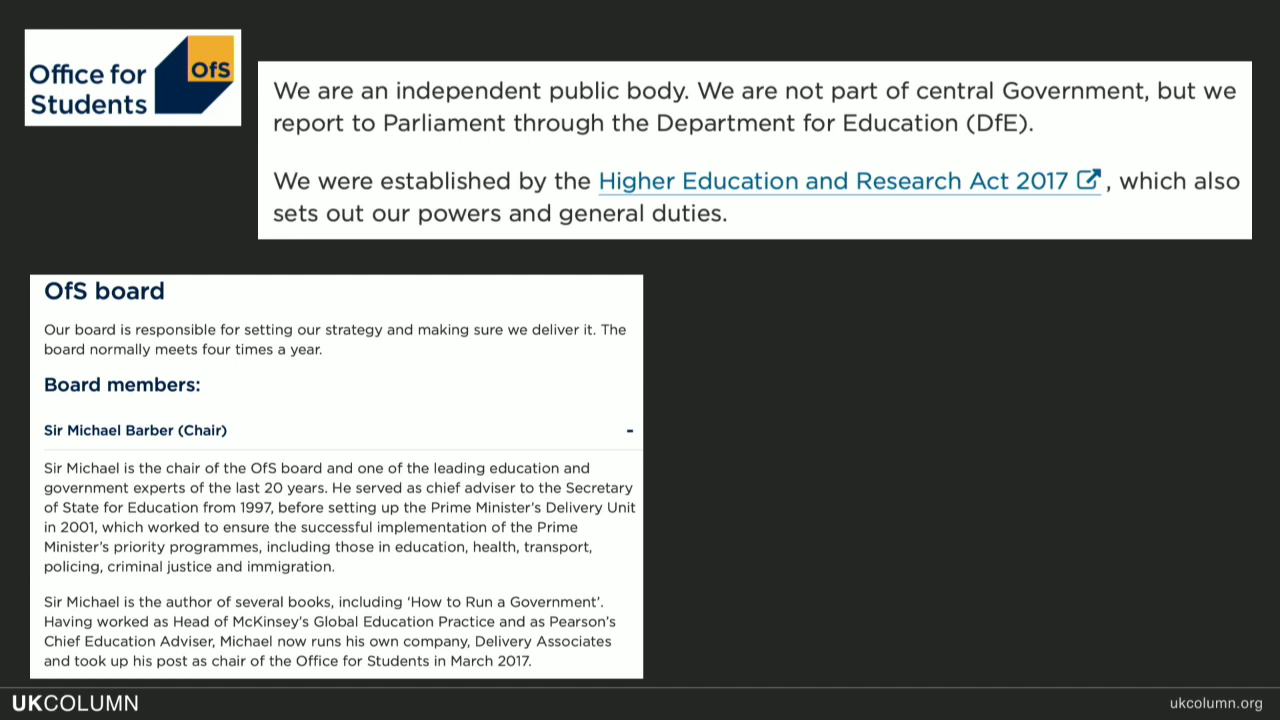 Office for
Students
OfS
We are an independent public body. We are not part of central Government, but we
report to Parliament through the Department for Education (DfE).
We were established by the Higher Education and Research Act 2017, which also
sets out our powers and general duties.
OfS board
Our board is responsible for setting our strategy and making sure we deliver it. The
board normally meets four times a year.
Board members:
Sir Michael Barber (Chair) -
Sir Michael is the chair of the OfS board and one of the leading education and
government experts of the last 20 years. He served as chief adviser to the Secretary
of State for Education from 1997, before setting up the Prime Minister's Delivery Unit
in 2001, which worked to ensure the successful implementation of the Prime
Minister's priority programmes, including those in education, health, transport,
policing, criminal justice and immigration.
Sir Michael is the author of several books, including 'How to Run a Government'.
Having worked as Head of McKinsey's Global Education Practice and as Pearson's
Chief Education Adviser, Michael now runs his own company, Delivery Associates
and took up his post as chair of the Office for Students in March 2017.
UKCOLUMN
ukcolumn.org